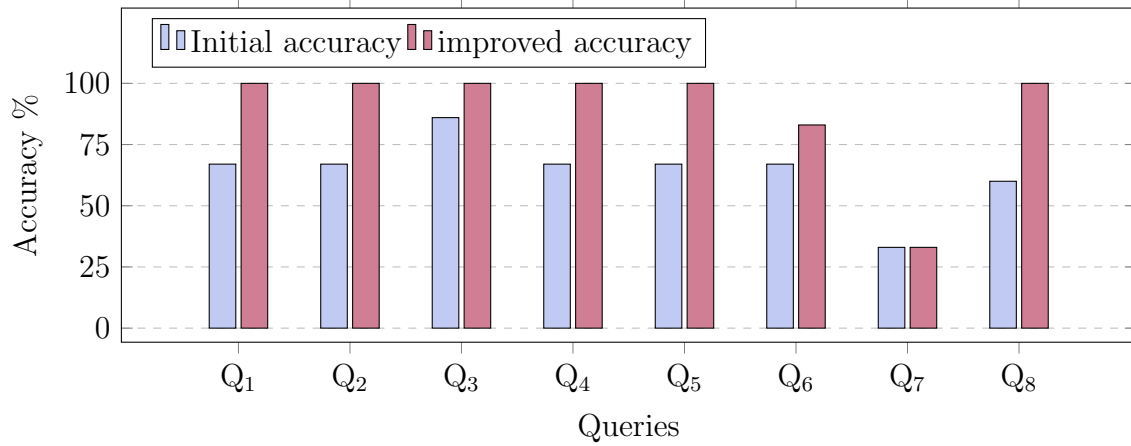 Initial accuracy improved accuracy
100
75
50
25
0
Accuracy %
Q1 Q2 Q3 Q4 Q5 Q6 Q7 Q8
Queries